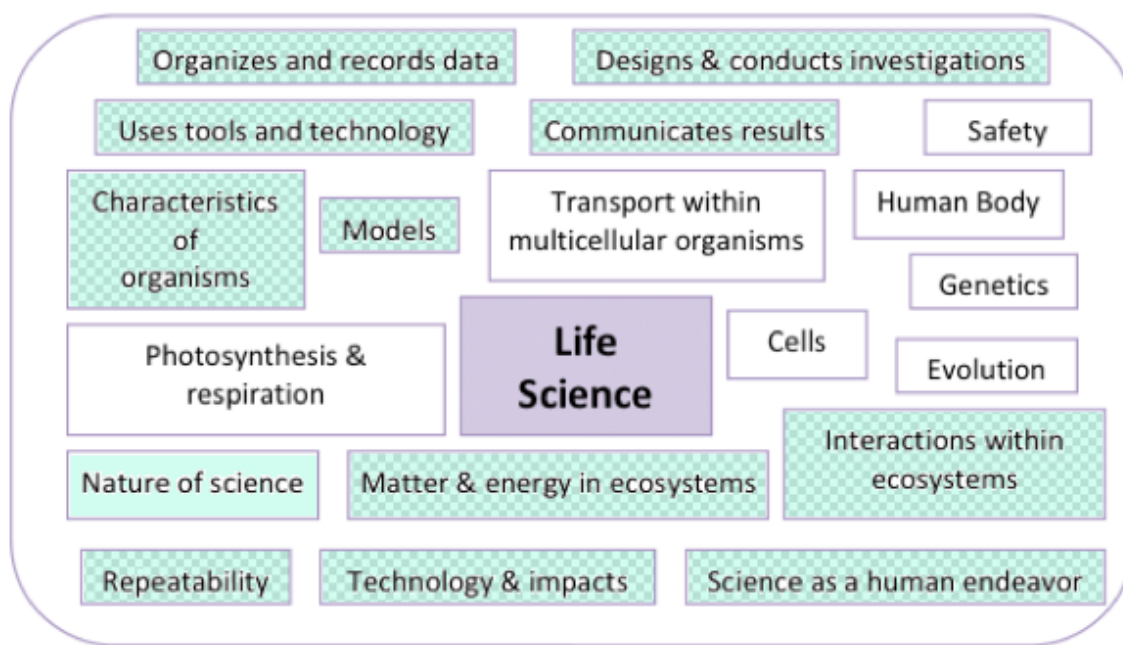 Organizes and records data
Designs & conducts investigations
Uses tools and technology
Communicates results
Safety
Characteristics
of
organisms
Models
Transport within
multicellular organisms
Human Body
Genetics
Photosynthesis &
respiration
Life
Science
Cells
Evolution
Interactions within
ecosystems
Nature of science
Matter & energy in ecosystems
Repeatability
Technology & impacts
Science as a human endeavor